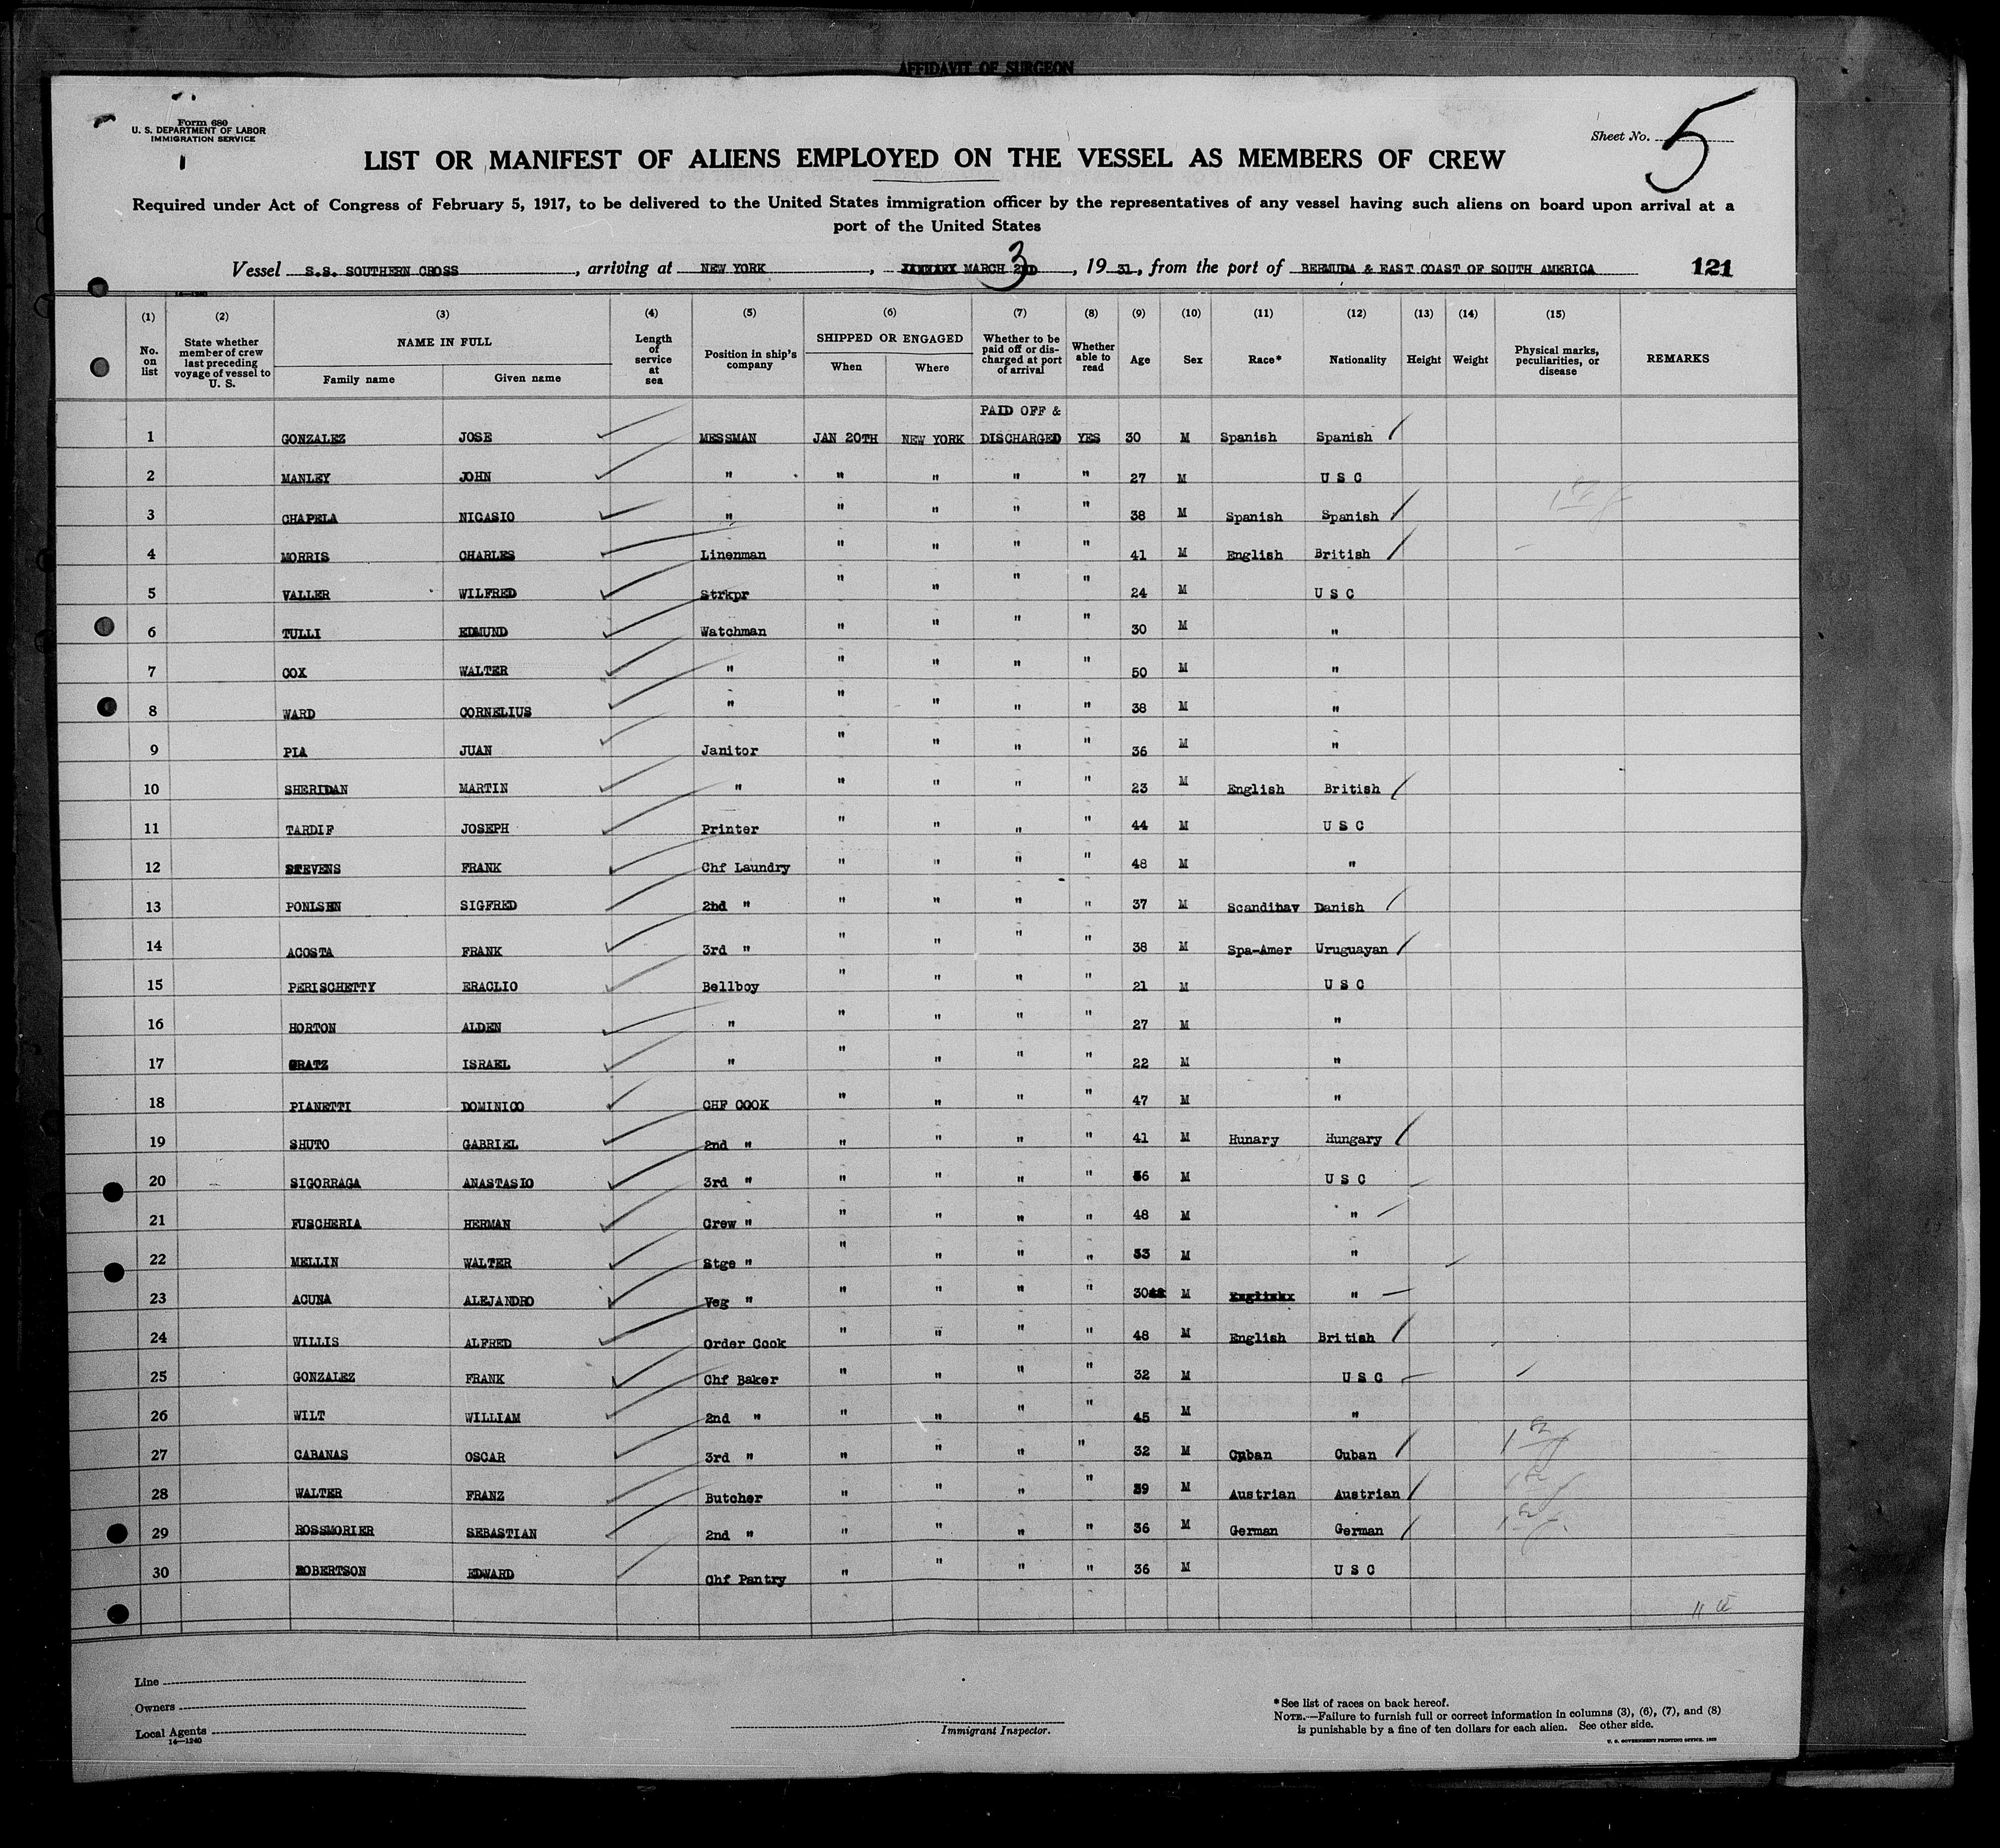 AFFIDAVIT OF SURGEON
Form 680
U. S. DEPARTMENT OF LABOR
IMMIGRATION SERVICE
Sheet No. 5
LIST OR MANIFEST OF ALIENS EMPLOYED ON THE VESSEL AS MEMBERS OF CREW
Required under Act of Congress of February 5, 1917, to be delivered to the United States immigration officer by the representatives of any vessel having such aliens on board upon arrival at a
port of the United States
Vessel S.S. SOUTHERN CROSS, arriving at NEW YORK, MARCH 3, 1931, from the port of BERMUDA & EAST COAST OF SOUTH AMERICA 121
14—1240
(1) (2) (3) (4) (5) (6) (7) (8) (9) (10) (11) (12) (13) (14) (15)
No. on list State whether member of crew last preceding voyage of vessel to U. S. NAME IN FULL Family name Given name Length of service at sea Position in ship's company SHIPPED OR ENGAGED When Where Whether to be paid off or discharged at port of arrival Whether able to read Age Sex Race* Nationality Height Weight Physical marks, peculiarities, or disease REMARKS
PAID OFF &
1 GONZALEZ JOSE MESSMAN JAN 20TH NEW YORK DISCHARGED YES 30 M Spanish Spanish
2 MANLEY JOHN " " " " " 27 M U S C
3 CHAPELA NICASIO " " " " " 38 M Spanish Spanish
4 MORRIS CHARLES Linenman " " " " 41 M English British
5 VALLER WILFRED Strkpr " " " " 24 M U S C
6 TULLI EDMUND Watchman " " " " 30 M "
7 COX WALTER " " " " " 50 M "
8 WARD CORNELIUS " " " " " 38 M "
9 PIA JUAN Janitor " " " " 36 M "
10 SHERIDAN MARTIN " " " " " 23 M English British
11 TARDIF JOSEPH Printer " " " " 44 M U S C
12 STEVENS FRANK Chf Laundry " " " " 48 M "
13 PONLSEN SIGFRED 2nd " " " " " 37 M Scandinav Danish
14 ACOSTA FRANK 3rd " " " " " 38 M Spa-Amer Uruguayan
15 PERISCHETTY ERACLIO Bellboy " " " " 21 M U S C
16 HORTON ALDEN " " " " " 27 M "
17 GRATZ ISRAEL " " " " " 22 M "
18 PIANETTI DOMINICO CHF COOK " " " " 47 M "
19 SHUTO GABRIEL 2nd " " " " " 41 M Hunary Hungary
20 SIGORRAGA ANASTASIO 3rd " " " " " 36 M U S C
21 FUSCHERIA HERMAN Crew " " " " " 48 M "
22 MELLIN WALTER Stge " " " " " 33 M "
23 ACUNA ALEJANDRO Veg " " " " " 30 M "
24 WILLIS ALFRED Order Cook " " " " 48 M English British
25 GONZALEZ FRANK Chf Baker " " " " 32 M U S C
26 WILT WILLIAM 2nd " " " " " 45 M "
27 CABANAS OSCAR 3rd " " " " " 32 M Cuban Cuban
28 WALTER FRANZ Butcher " " " " 39 M Austrian Austrian
29 ROSSMORIER SEBASTIAN 2nd " " " " " 36 M German German
30 ROBERTSON EDWARD Chf Pantry " " " " 36 M U S C
Line
Owners
Local Agents
14—1240
Immigrant Inspector.
*See list of races on back hereof.
NOTE.—Failure to furnish full or correct information in columns (3), (6), (7), and (8)
is punishable by a fine of ten dollars for each alien. See other side.